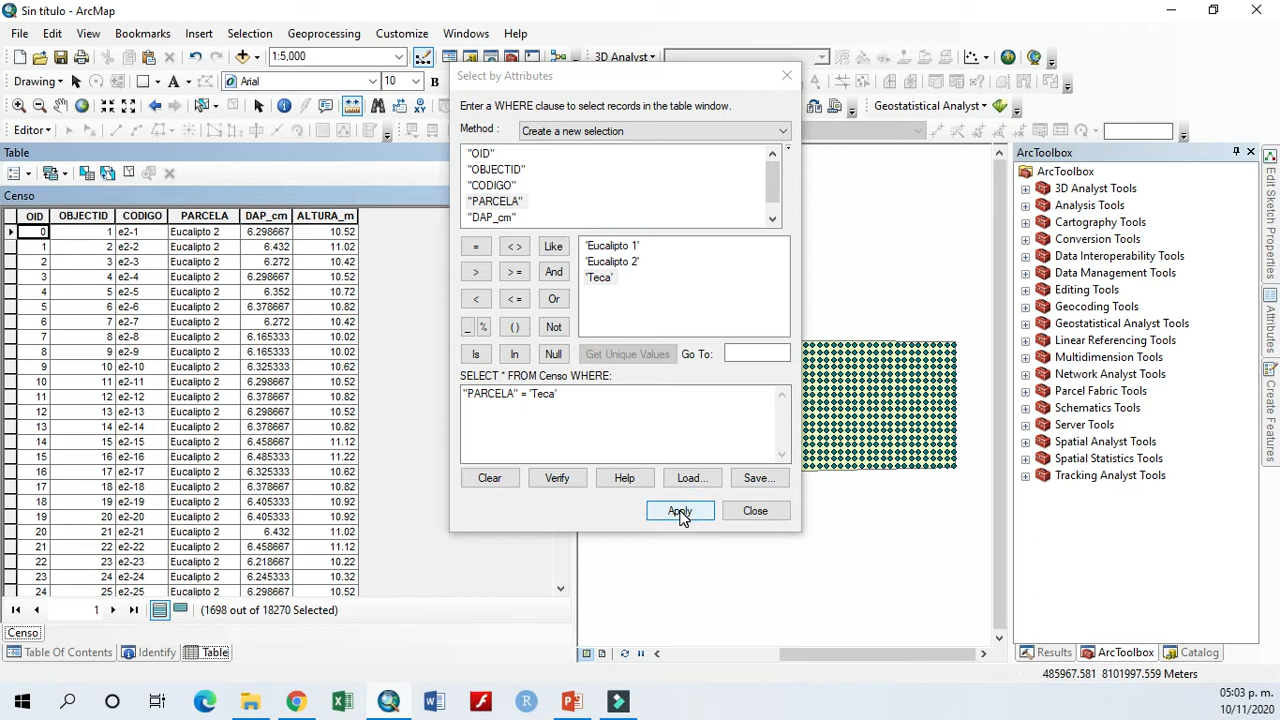 Sin título - ArcMap
File Edit View Bookmarks Insert Selection Geoprocessing Customize Windows Help
1:5,000 3D Analyst
Drawing A Arial 10 B
Geostatistical Analyst
Editor
Table
Censo
OID OBJECTID CODIGO PARCELA DAP_cm ALTURA_m
0 1 e2-1 Eucalipto 2 6.298667 10.52
1 2 e2-2 Eucalipto 2 6.432 11.02
2 3 e2-3 Eucalipto 2 6.272 10.42
3 4 e2-4 Eucalipto 2 6.298667 10.52
4 5 e2-5 Eucalipto 2 6.352 10.72
5 6 e2-6 Eucalipto 2 6.378667 10.82
6 7 e2-7 Eucalipto 2 6.272 10.42
7 8 e2-8 Eucalipto 2 6.165333 10.02
8 9 e2-9 Eucalipto 2 6.165333 10.02
9 10 e2-10 Eucalipto 2 6.298667 10.52
10 11 e2-11 Eucalipto 2 6.378667 10.82
11 12 e2-12 Eucalipto 2 6.298667 10.52
12 13 e2-13 Eucalipto 2 6.405333 10.92
13 14 e2-14 Eucalipto 2 6.378667 10.82
14 15 e2-15 Eucalipto 2 6.458667 11.12
15 16 e2-16 Eucalipto 2 6.485333 11.22
16 17 e2-17 Eucalipto 2 6.325333 10.62
17 18 e2-18 Eucalipto 2 6.378667 10.82
18 19 e2-19 Eucalipto 2 6.405333 10.92
19 20 e2-20 Eucalipto 2 6.405333 10.92
20 21 e2-21 Eucalipto 2 6.432 11.02
21 22 e2-22 Eucalipto 2 6.458667 11.12
22 23 e2-23 Eucalipto 2 6.218667 10.22
23 24 e2-24 Eucalipto 2 6.245333 10.32
24 25 e2-25 Eucalipto 2 6.298667 10.52
1 (1698 out of 18270 Selected)
Censo
Table Of Contents Identify Table
Select by Attributes
Enter a WHERE clause to select records in the table window.
Method : Create a new selection
"OID"
"OBJECTID"
"CODIGO"
"PARCELA"
"DAP_cm"
= < > Like
> > = And
< < = Or
_ % ( ) Not
Is In Null
'Eucalipto 1'
'Eucalipto 2'
'Teca'
Get Unique Values Go To:
SELECT * FROM Censo WHERE:
"PARCELA" = 'Teca'
Clear Verify Help Load... Save...
Apply Close
ArcToolbox
ArcToolbox
3D Analyst Tools
Analysis Tools
Cartography Tools
Conversion Tools
Data Interoperability Tools
Data Management Tools
Editing Tools
Geocoding Tools
Geostatistical Analyst Tools
Linear Referencing Tools
Multidimension Tools
Network Analyst Tools
Parcel Fabric Tools
Schematics Tools
Server Tools
Spatial Analyst Tools
Spatial Statistics Tools
Tracking Analyst Tools
Results ArcToolbox Catalog
Edit Sketch Properties
Attributes
Create Features
485967.581 8101997.559 Meters
05:03 p. m.
10/11/2020